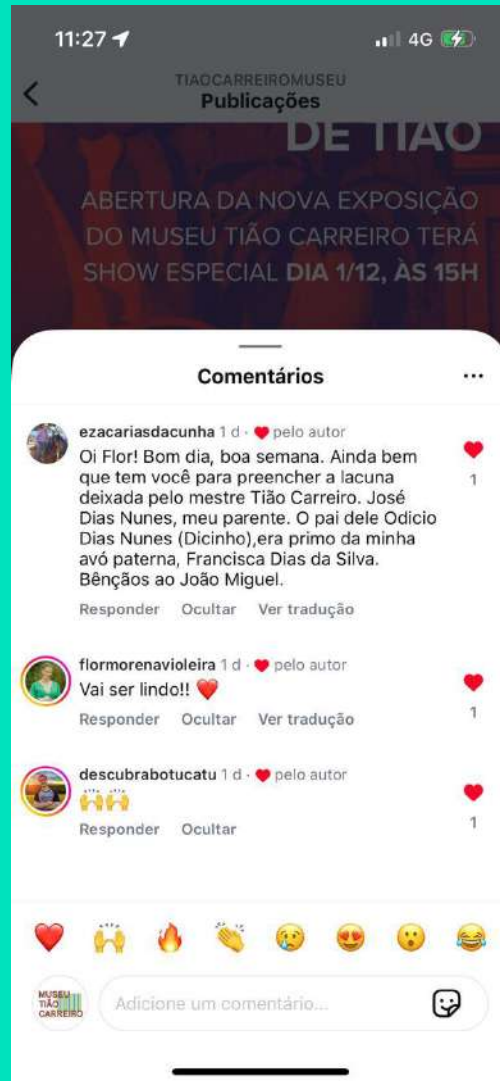 11:27
4G
TIAOCARREIROMUSEU
Publicações
DE TIÃO
ABERTURA DA NOVA EXPOSIÇÃO
DO MUSEU TIÃO CARREIRO TERÁ
SHOW ESPECIAL DIA 1/12, ÀS 15H
Comentários
ezacariasdacunha 1 d · ❤ pelo autor
Oi Flor! Bom dia, boa semana. Ainda bem
que tem você para preencher a lacuna
deixada pelo mestre Tião Carreiro. José
Dias Nunes, meu parente. O pai dele Odicio
Dias Nunes (Dicinho),era primo da minha
avó paterna, Francisca Dias da Silva.
Bênçãos ao João Miguel.
1
Responder Ocultar Ver tradução
flormorenavioleira 1 d · ❤ pelo autor
Vai ser lindo!! ❤️
1
Responder Ocultar Ver tradução
descubrabotucatu 1 d · ❤ pelo autor
🙌🙌
1
Responder Ocultar
❤️ 🙌 🔥 👏 😢 😍 😮 😂
MUSEU
TIÃO
CARREIRO
Adicione um comentário...